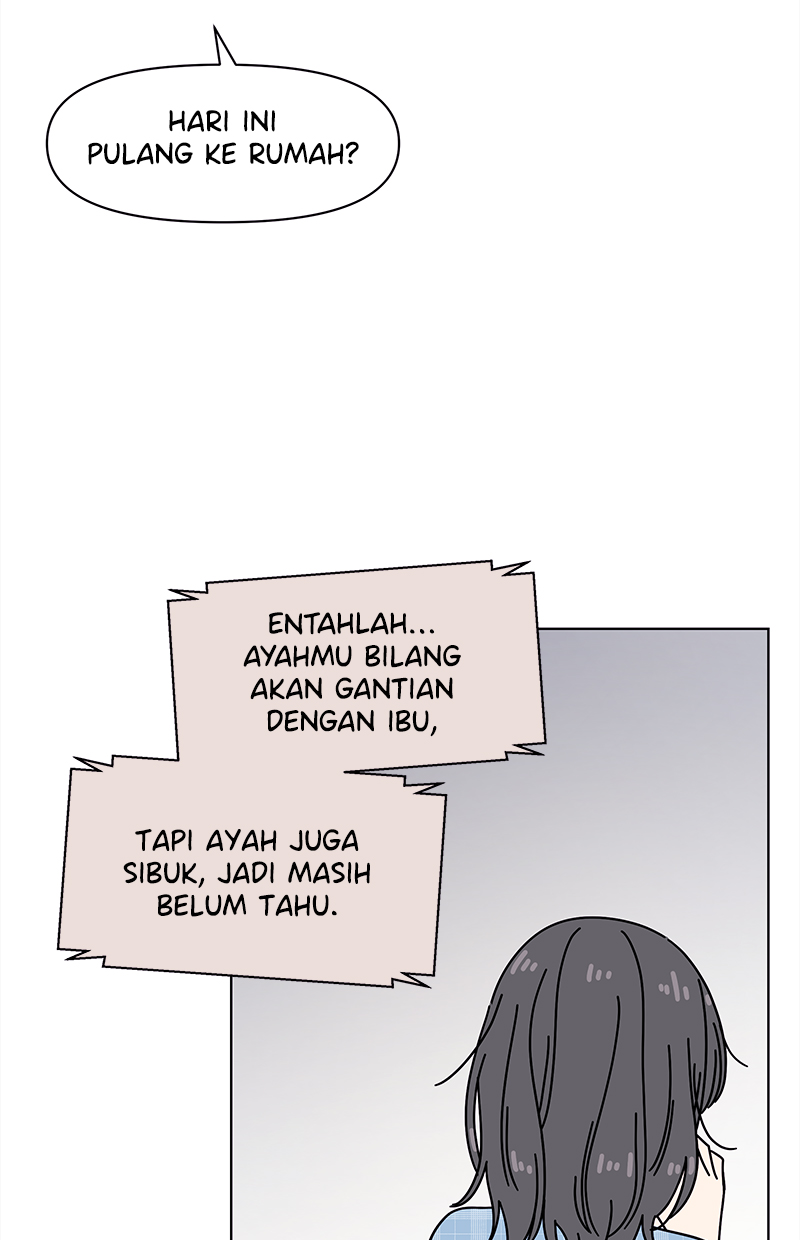 HARI INI
PULANG KE RUMAH?
ENTAHLAH...
AYAHMU BILANG
AKAN GANTIAN
DENGAN IBU,
TAPI AYAH JUGA
SIBUK, JADI MASIH
BELUM TAHU.